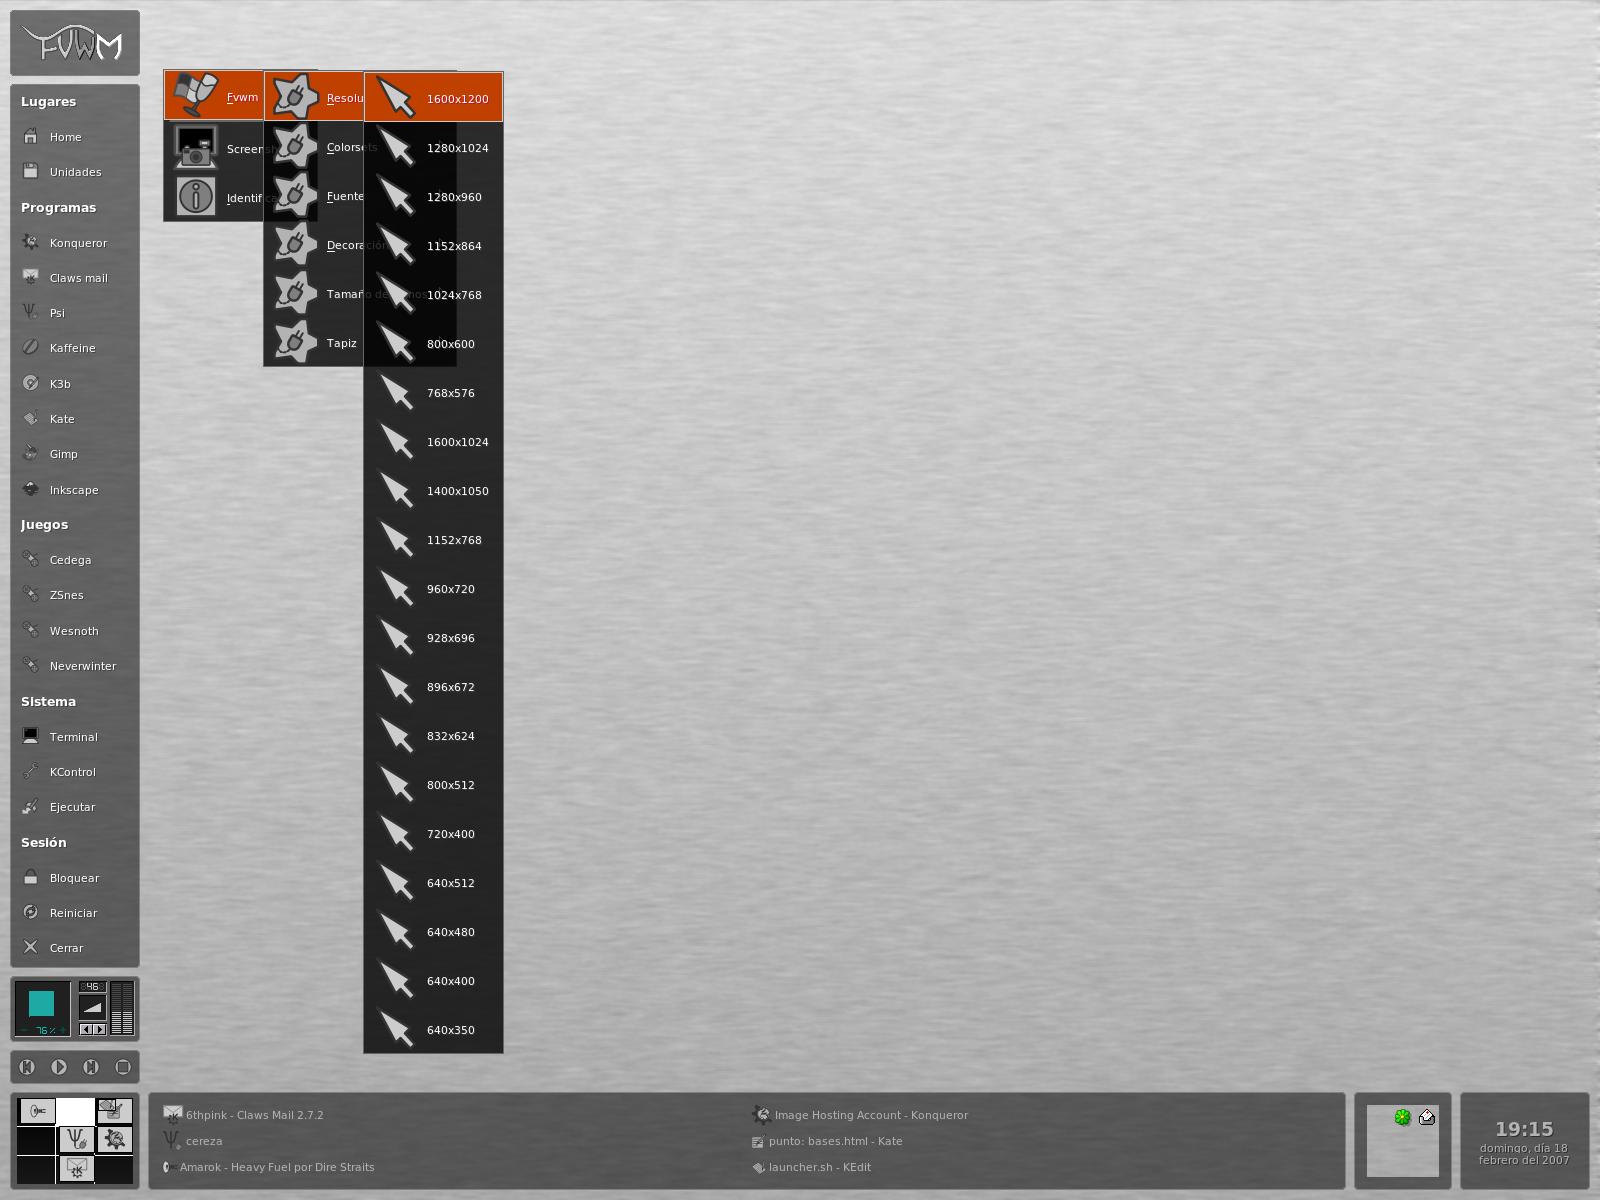 FVWM
Lugares
Home
Unidades
Programas
Konqueror
Claws mail
Psi
Kaffeine
K3b
Kate
Gimp
Inkscape
Juegos
Cedega
ZSnes
Wesnoth
Neverwinter
Sistema
Terminal
KControl
Ejecutar
Sesión
Bloquear
Reiniciar
Cerrar
46
76%
Fvwm
Screens
Identifica
Resolu
Colorsets
Fuente
Decoración
Tamaño de
Tapiz
1600x1200
1280x1024
1280x960
1152x864
1024x768
800x600
768x576
1600x1024
1400x1050
1152x768
960x720
928x696
896x672
832x624
800x512
720x400
640x512
640x480
640x400
640x350
6thpink - Claws Mail 2.7.2
cereza
Amarok - Heavy Fuel por Dire Straits
Image Hosting Account - Konqueror
punto: bases.html - Kate
launcher.sh - KEdit
19:15
domingo, día 18
febrero del 2007